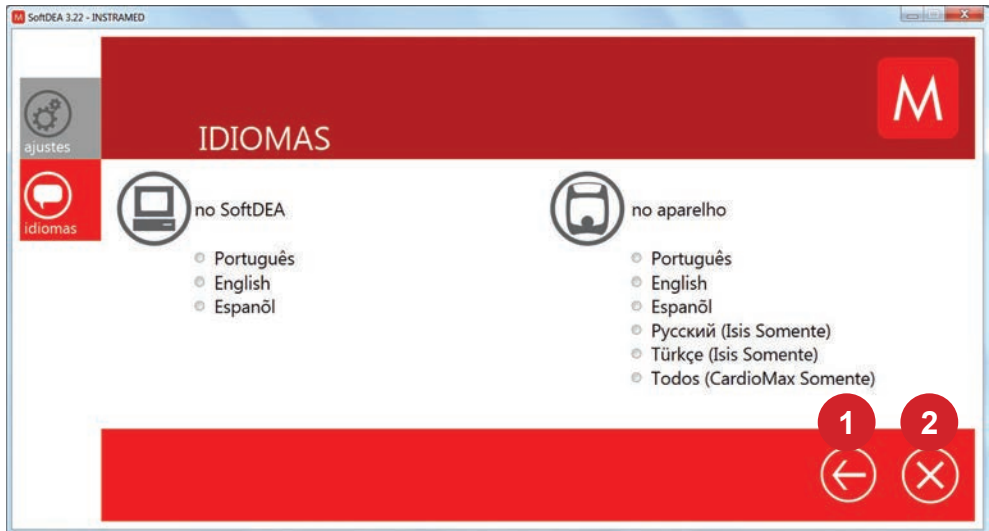 M SoftDEA 3.22 - INSTRAMED
M
ajustes
IDIOMAS
idiomas
no SoftDEA
Português
English
Espanõl
no aparelho
Português
English
Espanõl
Русский (Isis Somente)
Türkçe (Isis Somente)
Todos (CardioMax Somente)
1
2